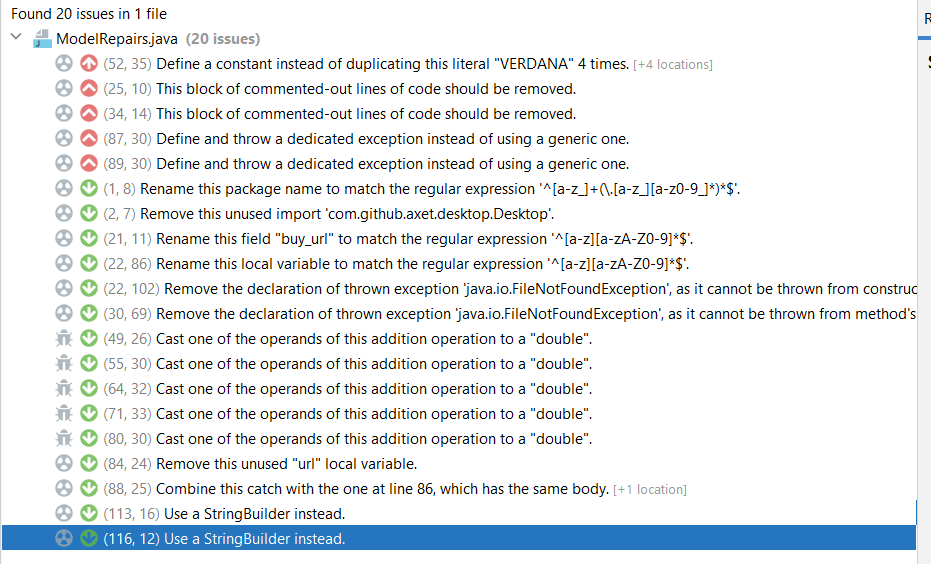 Found 20 issues in 1 file
ModelRepairs.java (20 issues)
(52, 35) Define a constant instead of duplicating this literal "VERDANA" 4 times. [+4 locations]
(25, 10) This block of commented-out lines of code should be removed.
(34, 14) This block of commented-out lines of code should be removed.
(87, 30) Define and throw a dedicated exception instead of using a generic one.
(89, 30) Define and throw a dedicated exception instead of using a generic one.
(1, 8) Rename this package name to match the regular expression '^[a-z_]+(\.[a-z_][a-z0-9_]*)*$'.
(2, 7) Remove this unused import 'com.github.axet.desktop.Desktop'.
(21, 11) Rename this field "buy_url" to match the regular expression '^[a-z][a-zA-Z0-9]*$'.
(22, 86) Rename this local variable to match the regular expression '^[a-z][a-zA-Z0-9]*$'.
(22, 102) Remove the declaration of thrown exception 'java.io.FileNotFoundException', as it cannot be thrown from construc
(30, 69) Remove the declaration of thrown exception 'java.io.FileNotFoundException', as it cannot be thrown from method's
(49, 26) Cast one of the operands of this addition operation to a "double".
(55, 30) Cast one of the operands of this addition operation to a "double".
(64, 32) Cast one of the operands of this addition operation to a "double".
(71, 33) Cast one of the operands of this addition operation to a "double".
(80, 30) Cast one of the operands of this addition operation to a "double".
(84, 24) Remove this unused "url" local variable.
(88, 25) Combine this catch with the one at line 86, which has the same body. [+1 location]
(113, 16) Use a StringBuilder instead.
(116, 12) Use a StringBuilder instead.